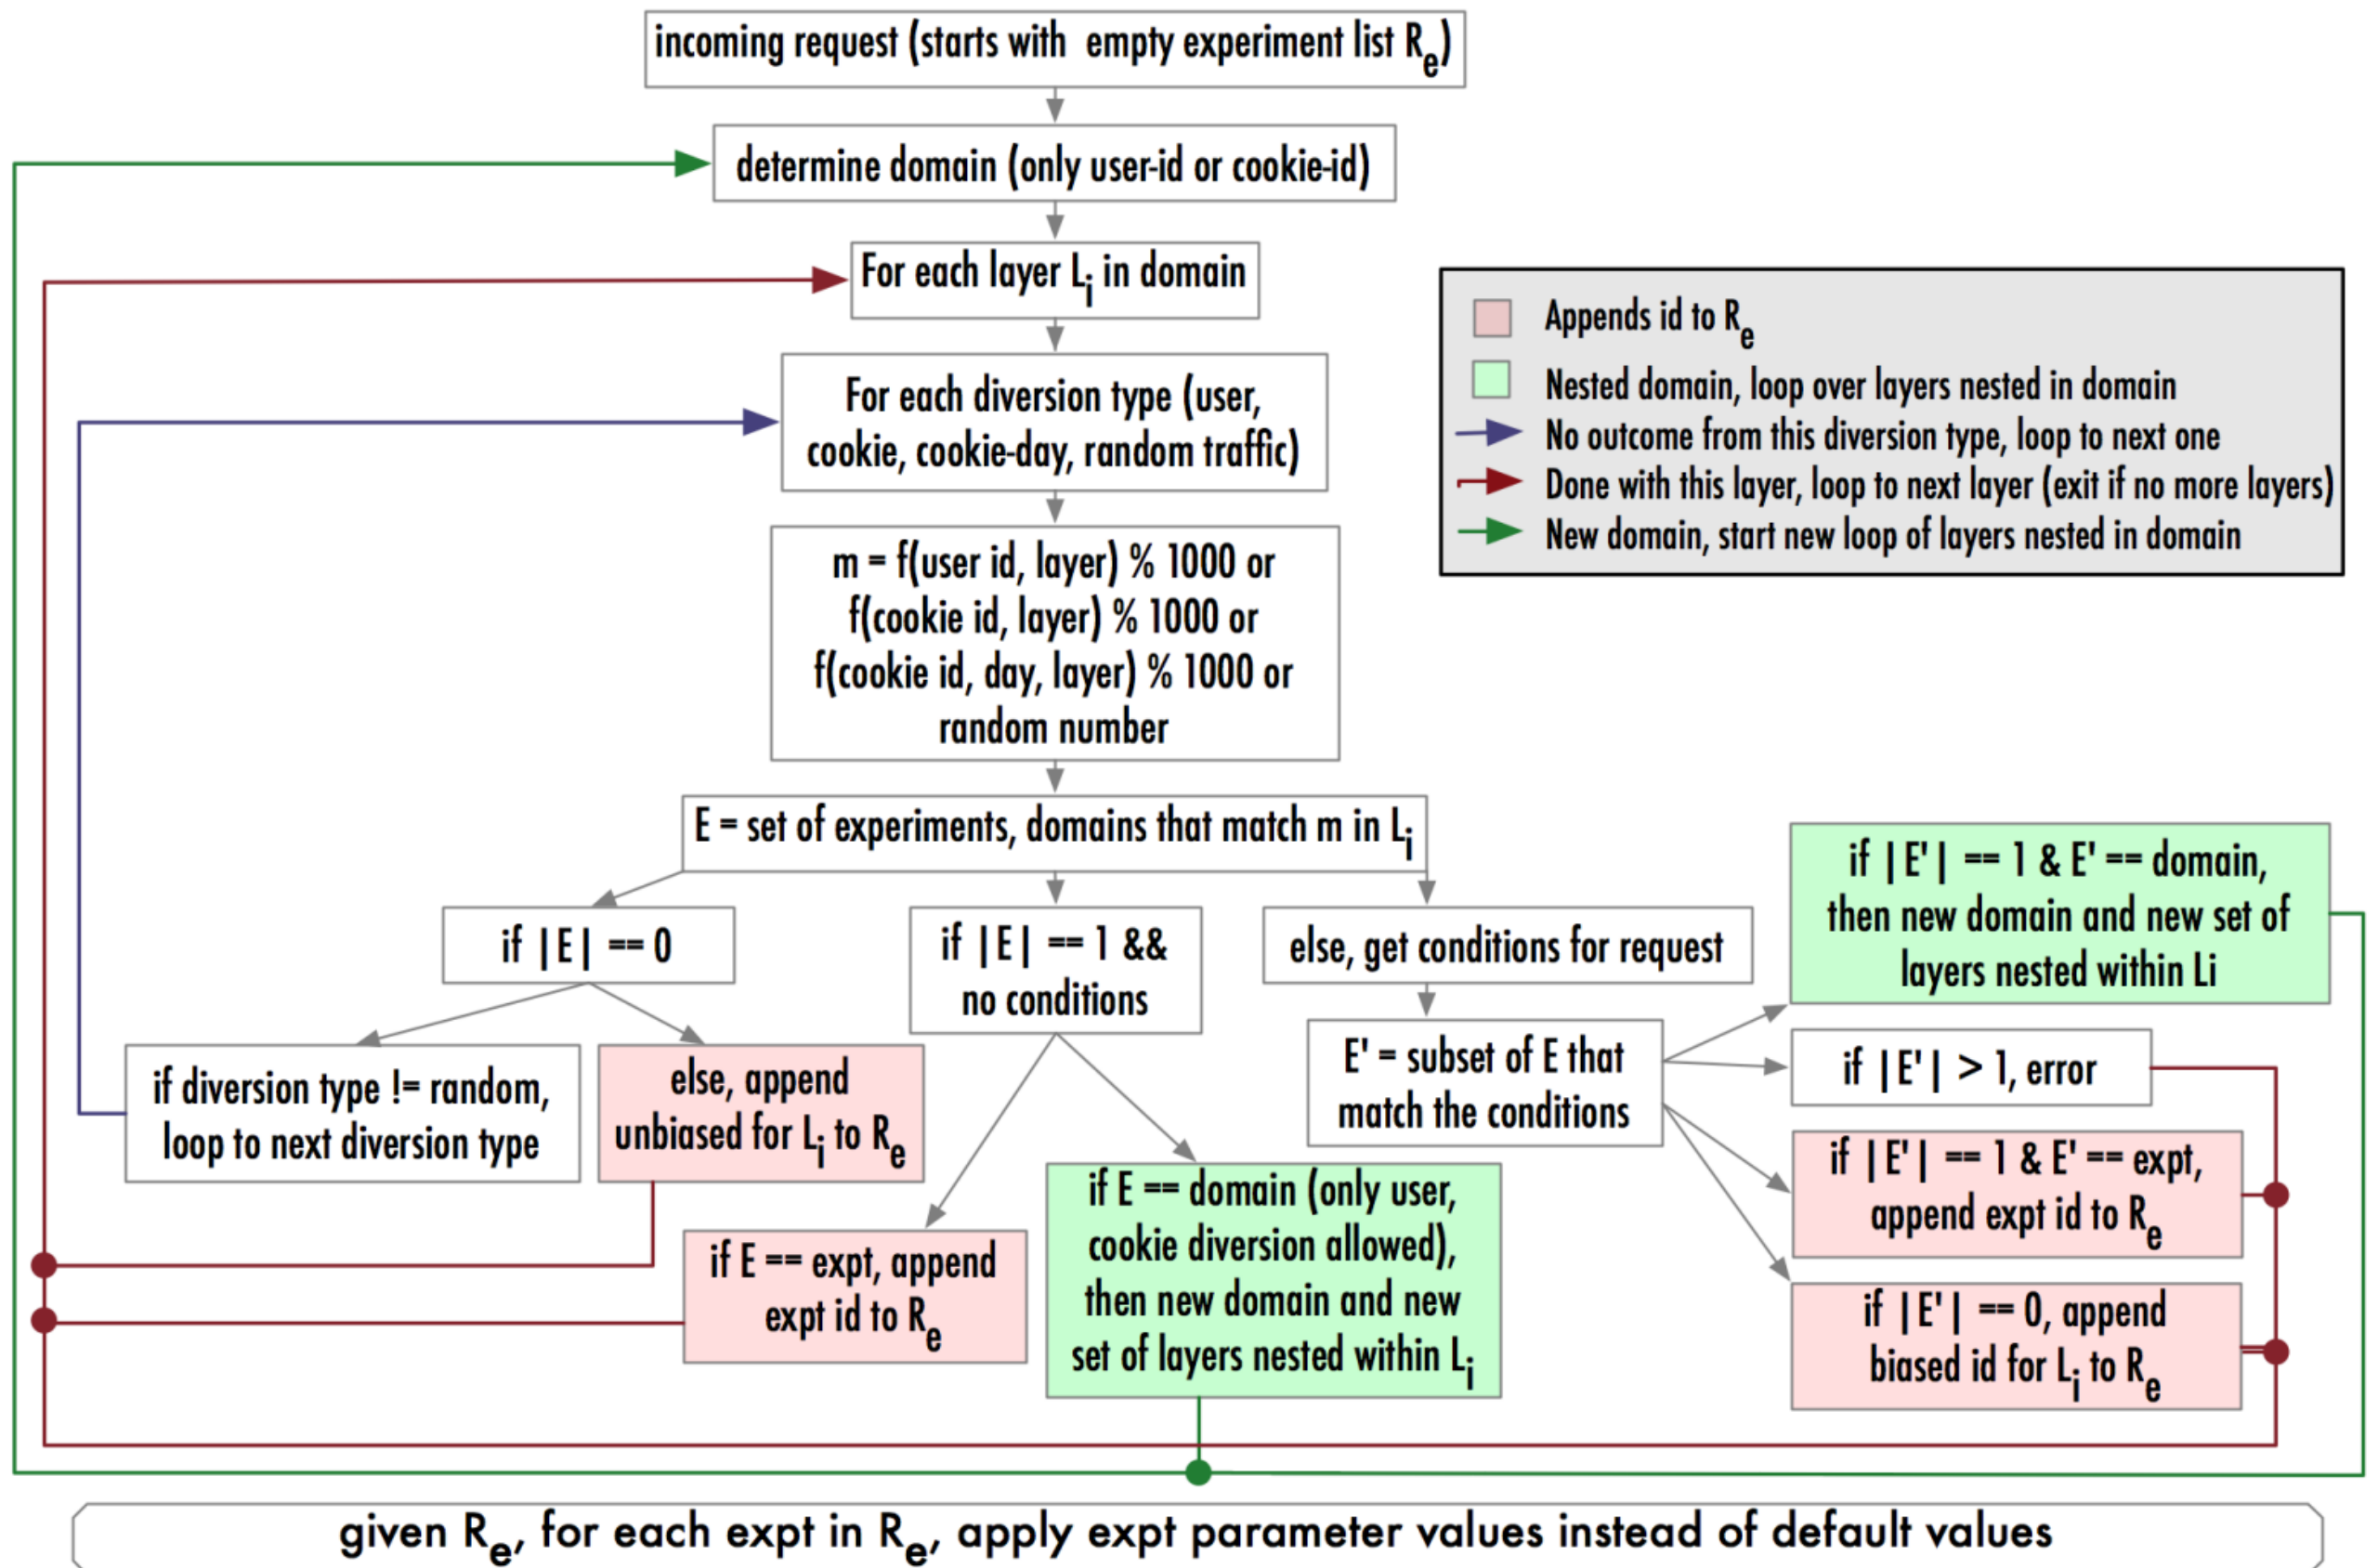 incoming request (starts with empty experiment list Re)
determine domain (only user-id or cookie-id)
For each layer Li in domain
For each diversion type (user,
cookie, cookie-day, random traffic)
m = f(user id, layer) % 1000 or
f(cookie id, layer) % 1000 or
f(cookie id, day, layer) % 1000 or
random number
Appends id to Re
Nested domain, loop over layers nested in domain
No outcome from this diversion type, loop to next one
Done with this layer, loop to next layer (exit if no more layers)
New domain, start new loop of layers nested in domain
E = set of experiments, domains that match m in Li
if |E| == 0
if |E| == 1 &&
no conditions
else, get conditions for request
if diversion type != random,
loop to next diversion type
else, append
unbiased for Li to Re
if E == expt, append
expt id to Re
if E == domain (only user,
cookie diversion allowed),
then new domain and new
set of layers nested within Li
E' = subset of E that
match the conditions
if |E'| == 1 & E' == domain,
then new domain and new set of
layers nested within Li
if |E'| > 1, error
if |E'| == 1 & E' == expt,
append expt id to Re
if |E'| == 0, append
biased id for Li to Re
given Re, for each expt in Re, apply expt parameter values instead of default values